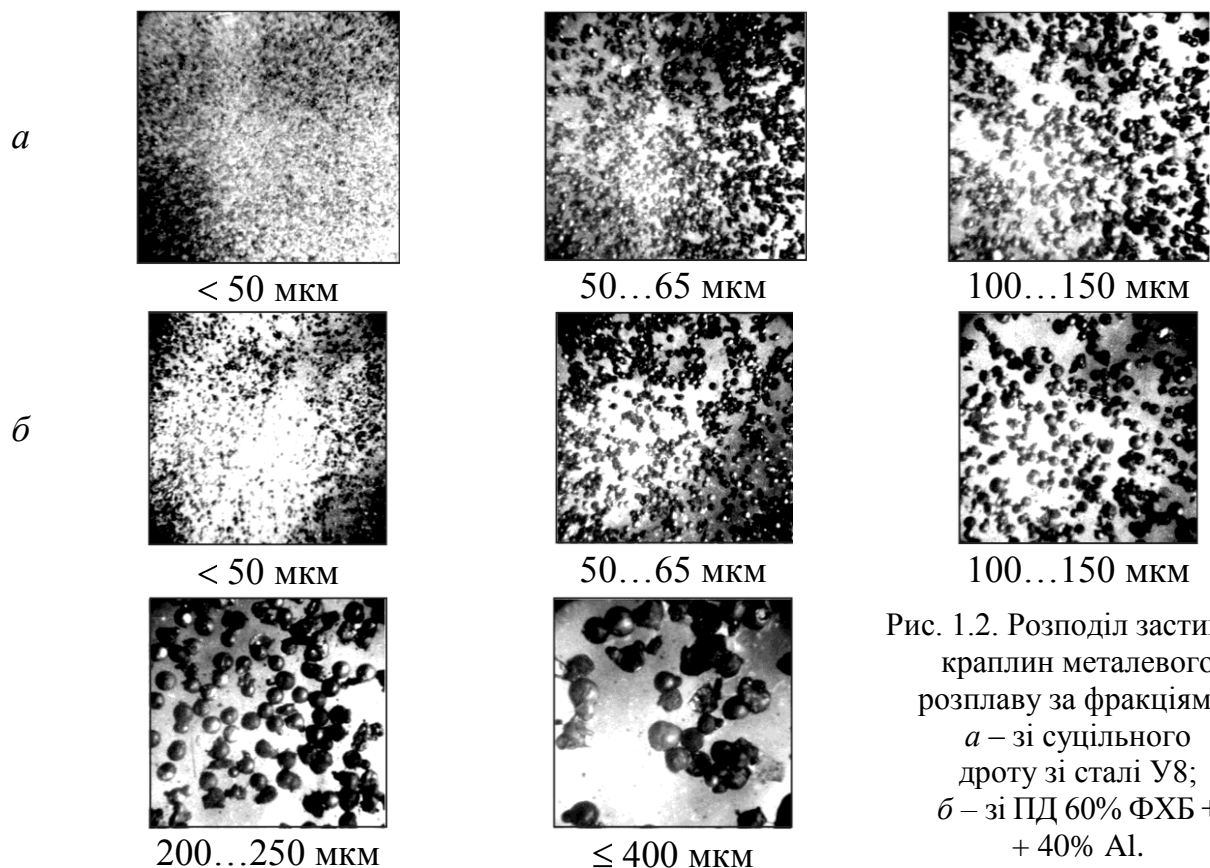 а
< 50 мкм
50…65 мкм
100…150 мкм
б
< 50 мкм
50…65 мкм
100…150 мкм
200…250 мкм
≤ 400 мкм
Рис. 1.2. Розподіл
краплин металевого
розплаву за
а – зі суцільного
дроту зі сталі У8;
б – зі ПД 60% ФХБ +
+ 40% Al.